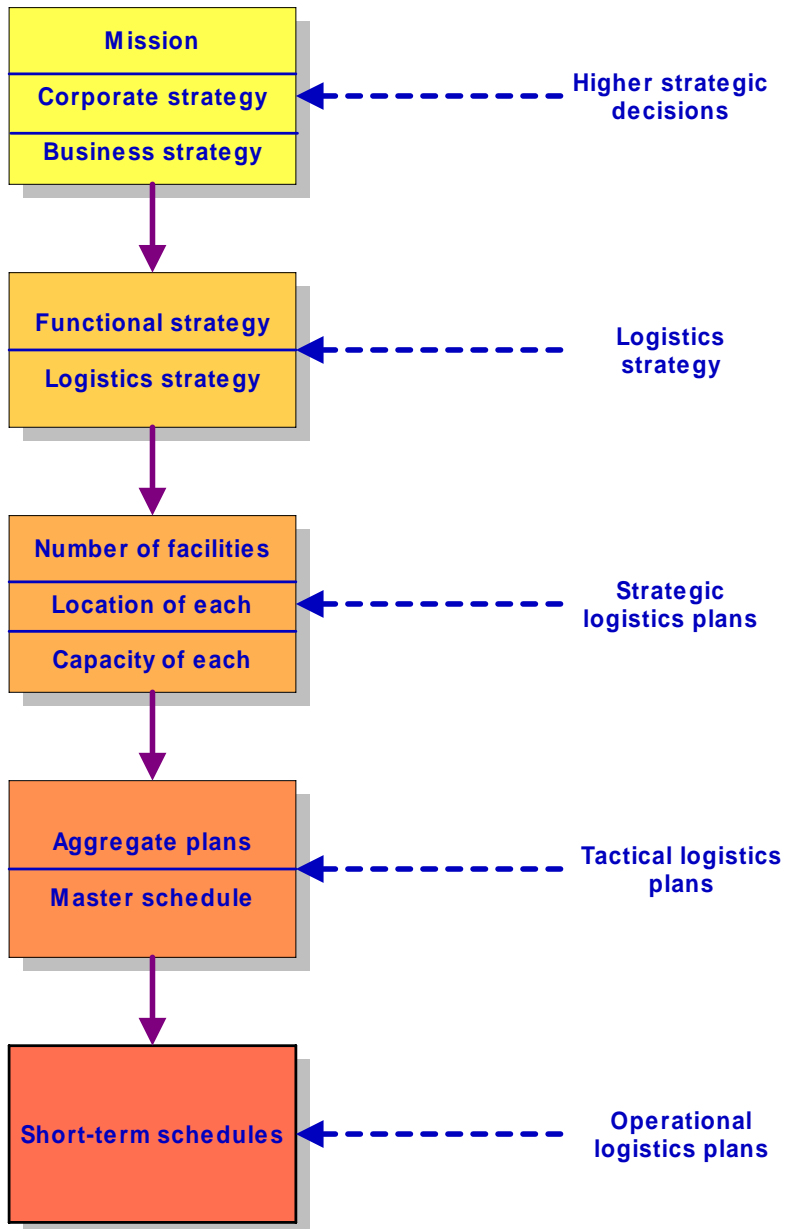 Mission
Corporate strategy
Business strategy
Higher strategic
decisions
Functional strategy
Logistics strategy
Logistics
strategy
Number of facilities
Location of each
Capacity of each
Strategic
logistics plans
Aggregate plans
Master schedule
Tactical logistics
plans
Short-term schedules
Operational
logistics plans